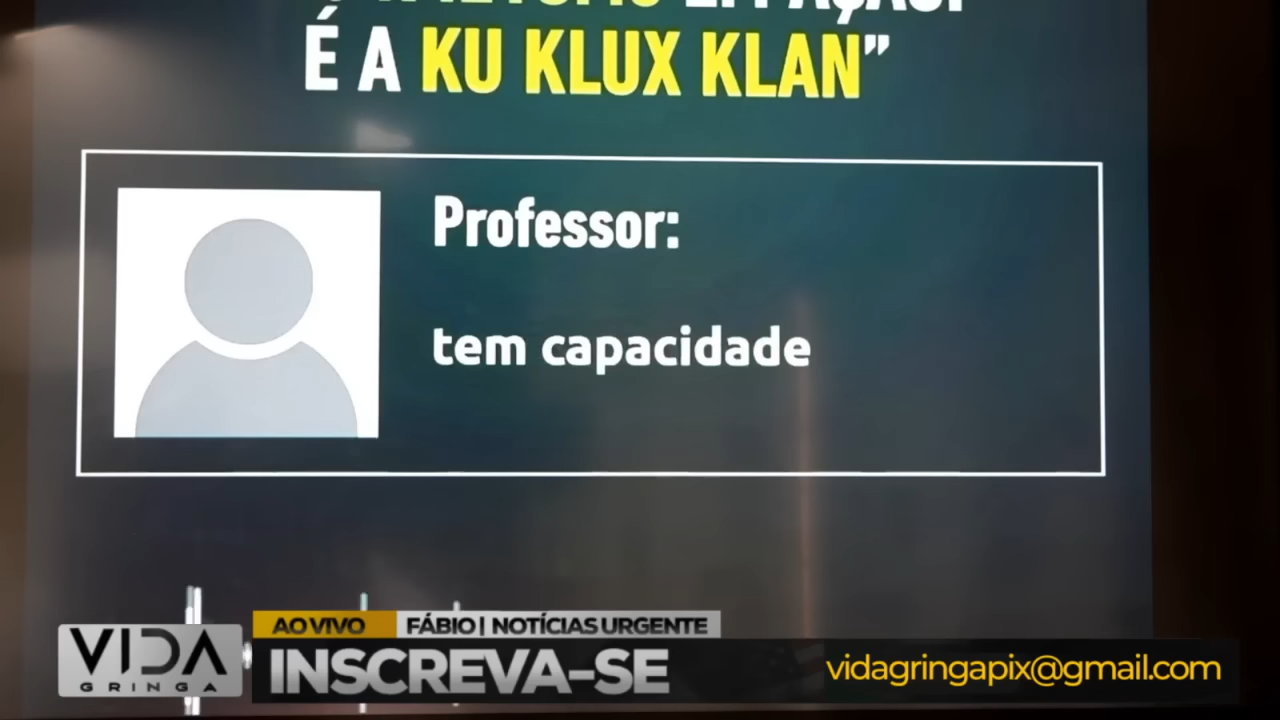 É A KU KLUX KLAN”
Professor:
tem capacidade
AO VIVO
FÁBIO | NOTÍCIAS URGENTE
VIDA
GRINGA
INSCREVA-SE
vidagringapix@gmail.com